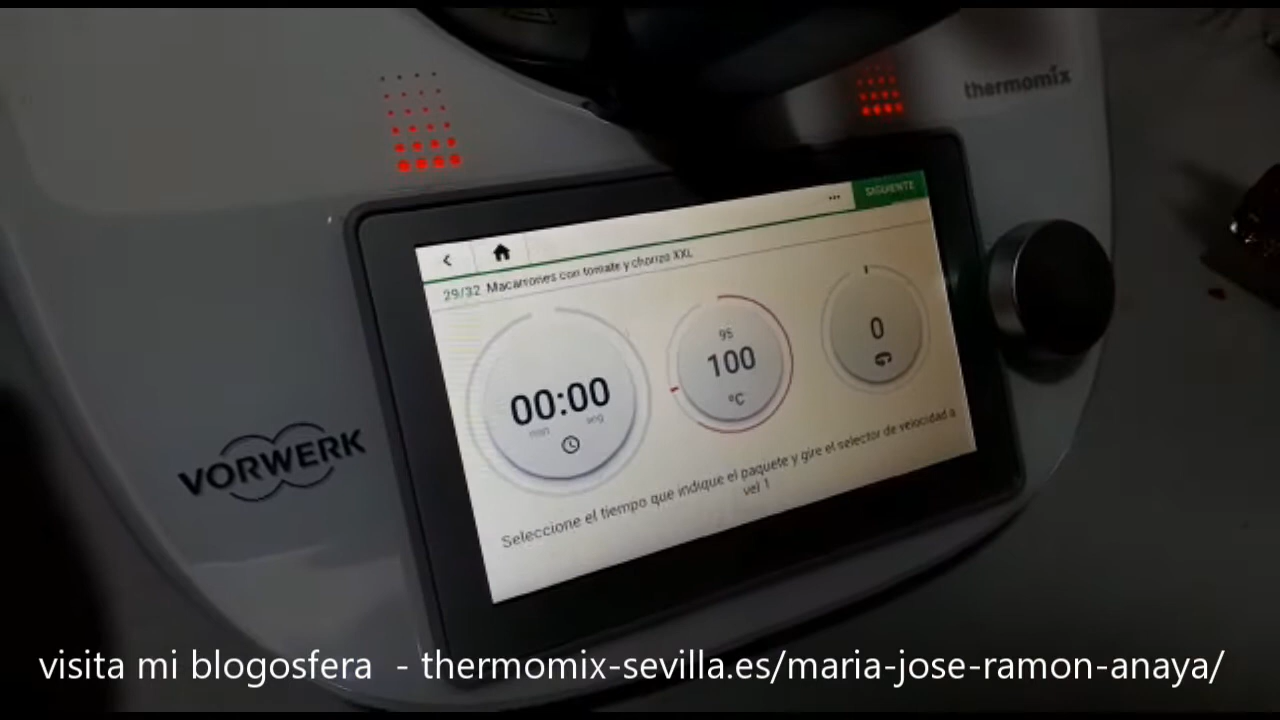 thermomix
SIGUIENTE
29/32 Macarrones con tomate y chorizo XXL
00:00
min seg
95
100
°C
0
Seleccione el tiempo que indique el paquete y gire el selector de velocidad a
vel 1
VORWERK
visita mi blogosfera - thermomix-sevilla.es/maria-jose-ramon-anaya/